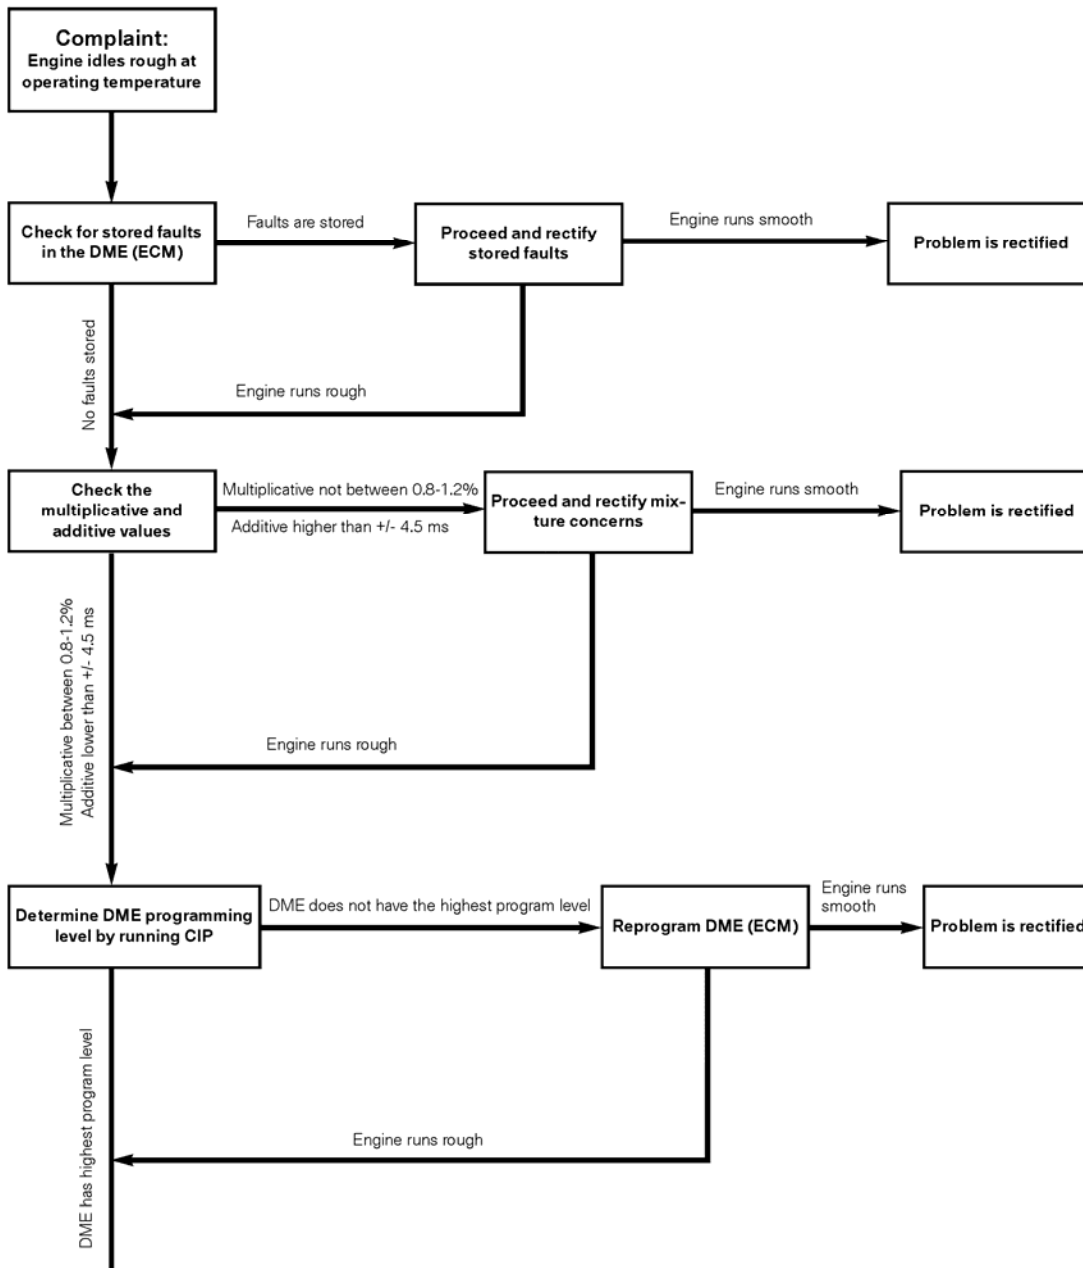 Complaint:
Engine idles rough at
operating temperature
Check for stored faults
in the DME (ECM)
Faults are stored
Proceed and rectify
stored faults
Engine runs smooth
Problem is rectified
No faults stored
Engine runs rough
Check the
multiplicative and
additive values
Multiplicative not between 0.8-1.2%
Additive higher than +/- 4.5 ms
Proceed and rectify mix-
ture concerns
Engine runs smooth
Problem is rectified
Multiplicative between 0.8-1.2%
Additive lower than +/- 4.5 ms
Engine runs rough
Determine DME programming
level by running CIP
DME does not have the highest program level
Reprogram DME (ECM)
Engine runs
smooth
Problem is rectified
DME has highest program level
Engine runs rough